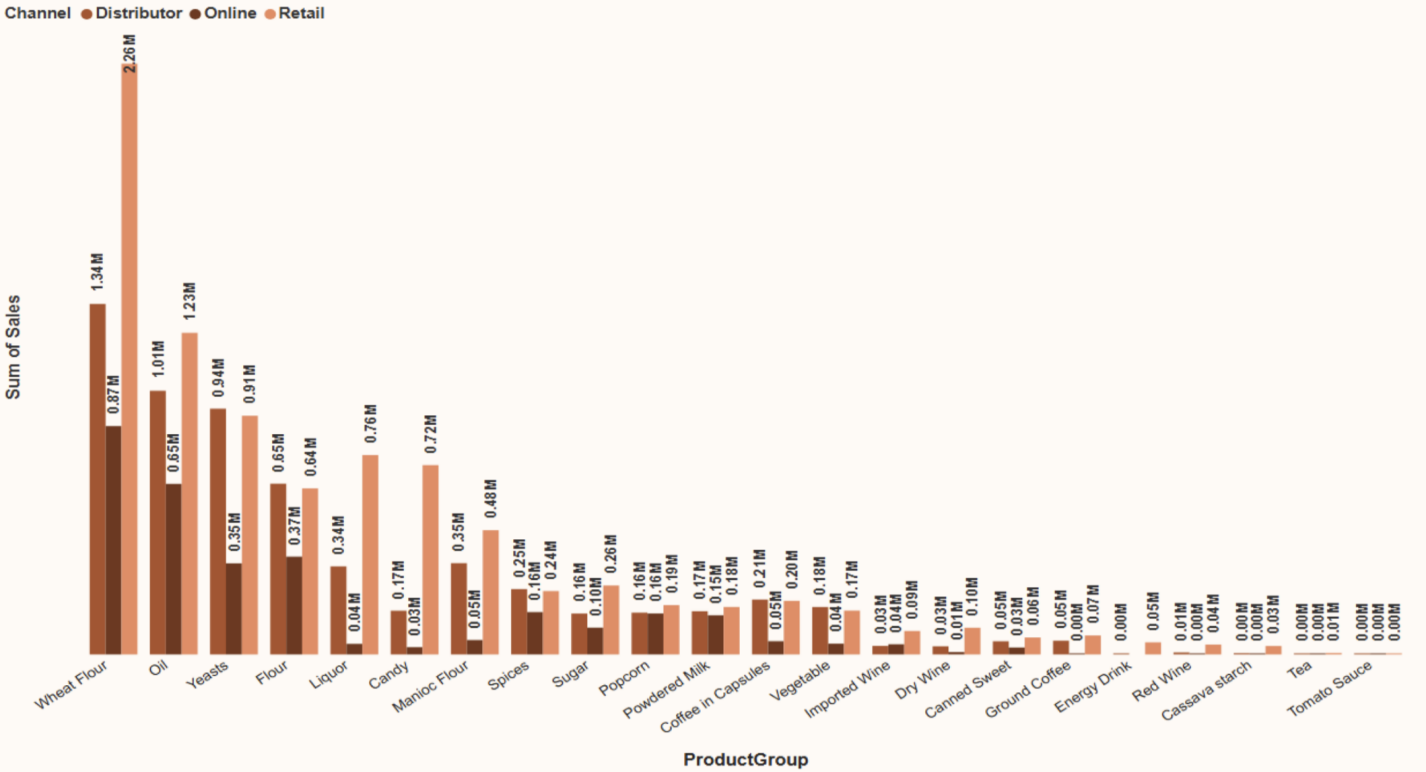 Channel Distributor Online Retail
Sum of Sales
1.34M 0.87M 2.26M
1.01M 0.65M 1.23M
0.94M 0.35M 0.91M
0.65M 0.37M 0.64M
0.34M 0.04M 0.76M
0.17M 0.03M 0.72M
0.35M 0.05M 0.48M
0.25M 0.16M 0.24M
0.16M 0.10M 0.26M
0.16M 0.16M 0.19M
0.17M 0.15M 0.18M
0.21M 0.05M 0.20M
0.18M 0.04M 0.17M
0.03M 0.04M 0.09M
0.03M 0.01M 0.10M
0.05M 0.03M 0.06M
0.05M 0.00M 0.07M
0.00M 0.05M
0.01M 0.00M 0.04M
0.00M 0.00M 0.03M
0.00M 0.00M 0.01M
0.00M 0.00M 0.00M
Wheat Flour
Oil
Yeasts
Flour
Liquor
Candy
Manioc Flour
Spices
Sugar
Popcorn
Powdered Milk
Coffee in Capsules
Vegetable
Imported Wine
Dry Wine
Canned Sweet
Ground Coffee
Energy Drink
Red Wine
Cassava starch
Tea
Tomato Sauce
ProductGroup